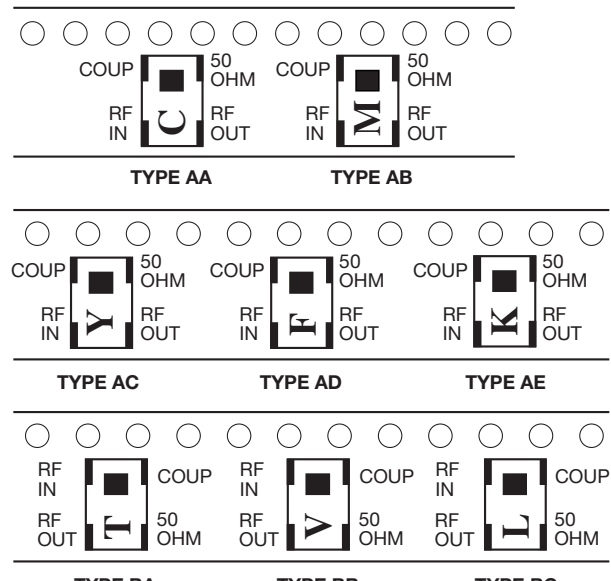 COUP
50
OHM
RF
IN
C
RF
OUT
COUP
50
OHM
RF
IN
M
RF
OUT
TYPE AA
TYPE AB
COUP
50
OHM
RF
IN
Y
RF
OUT
COUP
50
OHM
RF
IN
F
RF
OUT
COUP
50
OHM
RF
IN
K
RF
OUT
TYPE AC
TYPE AD
TYPE AE
RF
IN
COUP
RF
OUT
T
50
OHM
RF
IN
COUP
RF
OUT
V
50
OHM
RF
IN
COUP
RF
OUT
L
50
OHM